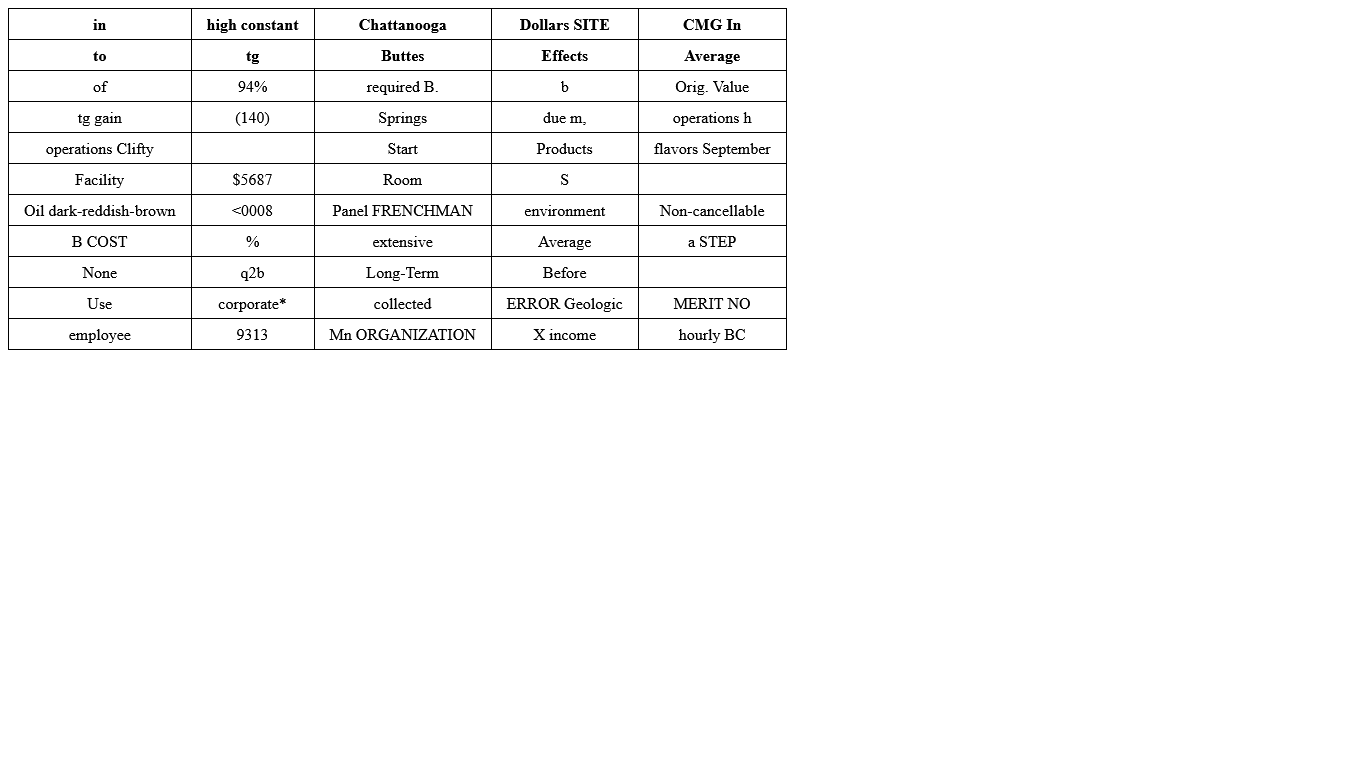 in high constant Chattanooga Dollars SITE CMG In
to tg Buttes Effects Average
of 94% required B. b Orig. Value
tg gain (140) Springs due m, operations h
operations Clifty Start Products flavors September
Facility $5687 Room S
Oil dark-reddish-brown <0008 Panel FRENCHMAN environment Non-cancellable
B COST % extensive Average a STEP
None q2b Long-Term Before
Use corporate* collected ERROR Geologic MERIT NO
employee 9313 Mn ORGANIZATION X income hourly BC